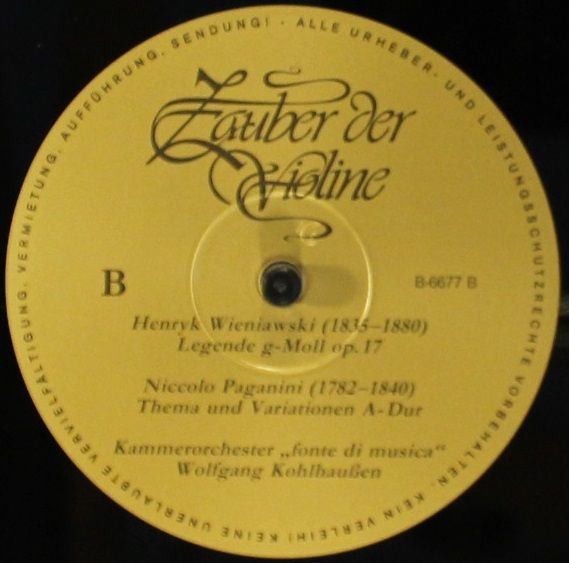 ALLE URHEBER- UND LEISTUNGSSCHUTZRECHTE VORBEHALTEN. KEIN VERLEIH! KEINE UNERLAUBTE VERVIELFÄLTIGUNG, VERMIETUNG, AUFFÜHRUNG, SENDUNG! -
Zauber der
Violine
B
B-6677 B
Henryk Wieniawski (1835–1880)
Legende g-Moll op. 17
Niccolo Paganini (1782–1840)
Thema und Variationen A-Dur
Kammerorchester „fonte di musica“
Wolfgang Kohlhaußen